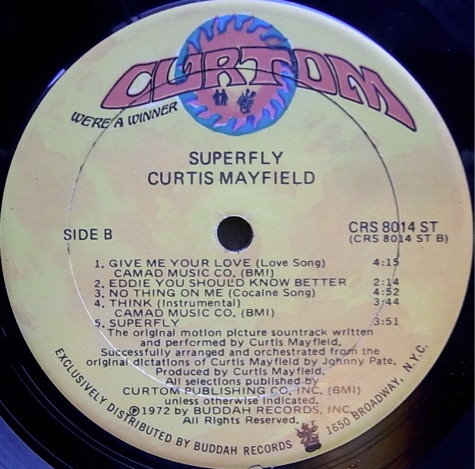 CURTOM
WE'RE A WINNER
SUPERFLY
CURTIS MAYFIELD
SIDE B
CRS 8014 ST
(CRS 8014 ST B)
1. GIVE ME YOUR LOVE (Love Song) 4:15
CAMAD MUSIC CO. (BMI)
2. EDDIE YOU SHOULD KNOW BETTER 2:14
3. NO THING ON ME (Cocaine Song) 4:52
4. THINK (Instrumental) 3:44
CAMAD MUSIC CO. (BMI)
5. SUPERFLY 3:51
The original motion picture sountrack written
and performed by Curtis Mayfield.
Successfully arranged and orchestrated from the
original dictations of Curtis Mayfield by Johnny Pate.
Produced by Curtis Mayfield.
All selections published by
CURTOM PUBLISHING CO. INC. (BMI)
unless otherwise indicated.
℗1972 by BUDDAH RECORDS, INC.
All Rights Reserved.
EXCLUSIVELY DISTRIBUTED BY BUDDAH RECORDS 1650 BROADWAY, N.Y.C.